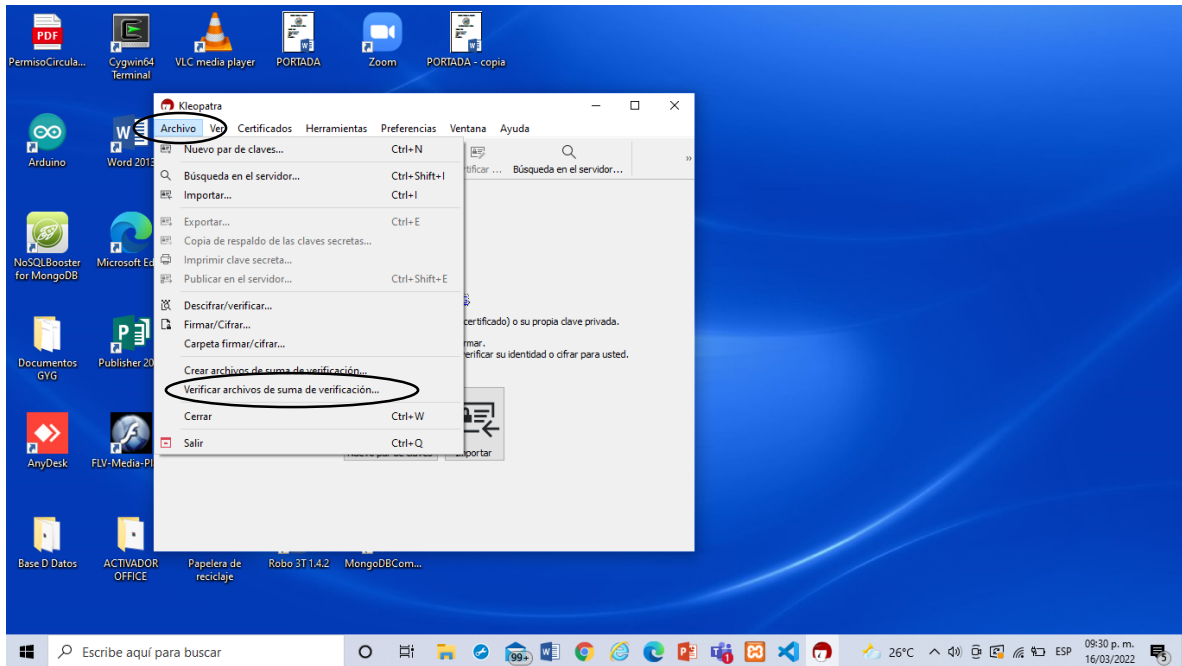 PDF
PermisoCircula...
Cygwin64
Terminal
VLC media player
PORTADA
Zoom
PORTADA - copia
Kleopatra
Archivo Ver Certificados Herramientas Preferencias Ventana Ayuda
Arduino
Word 2013
Nuevo par de claves... Ctrl+N
Búsqueda en el servidor... Ctrl+Shift+I
Búsqueda en el servidor...
Importar... Ctrl+I
Exportar... Ctrl+E
Copia de respaldo de las claves secretas...
Imprimir clave secreta...
Publicar en el servidor... Ctrl+Shift+E
NoSQLBooster
for MongoDB
Microsoft Ed
Descifrar/verificar...
Firmar/Cifrar...
Carpeta firmar/cifrar...
certificado) o su propia clave privada.
rmar.
verificar su identidad o cifrar para usted.
Documentos
GYG
Publisher 20
Crear archivos de suma de verificación...
Verificar archivos de suma de verificación...
Cerrar Ctrl+W
Salir Ctrl+Q
AnyDesk
FLV-Media-Pl
Base D Datos
ACTIVADOR
OFFICE
Papelera de
reciclaje
Robo 3T 1.4.2
MongoDBCom...
Escribe aquí para buscar
99+
26°C
ESP
09:30 p. m.
16/03/2022
5